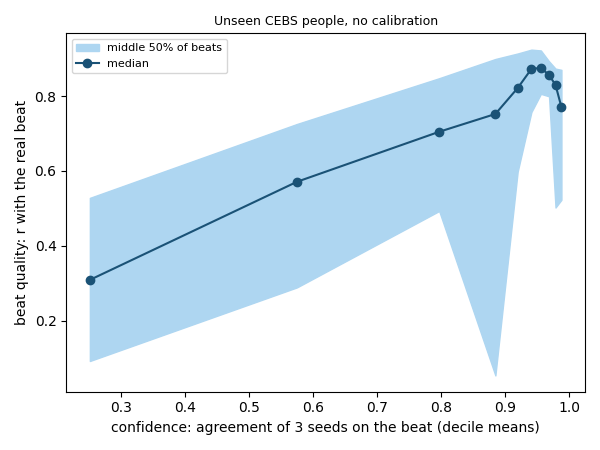 Unseen CEBS people, no calibration
middle 50% of beats
median
beat quality: r with the real beat
0.8
0.6
0.4
0.2
0.3 0.4 0.5 0.6 0.7 0.8 0.9 1.0
confidence: agreement of 3 seeds on the beat (decile means)